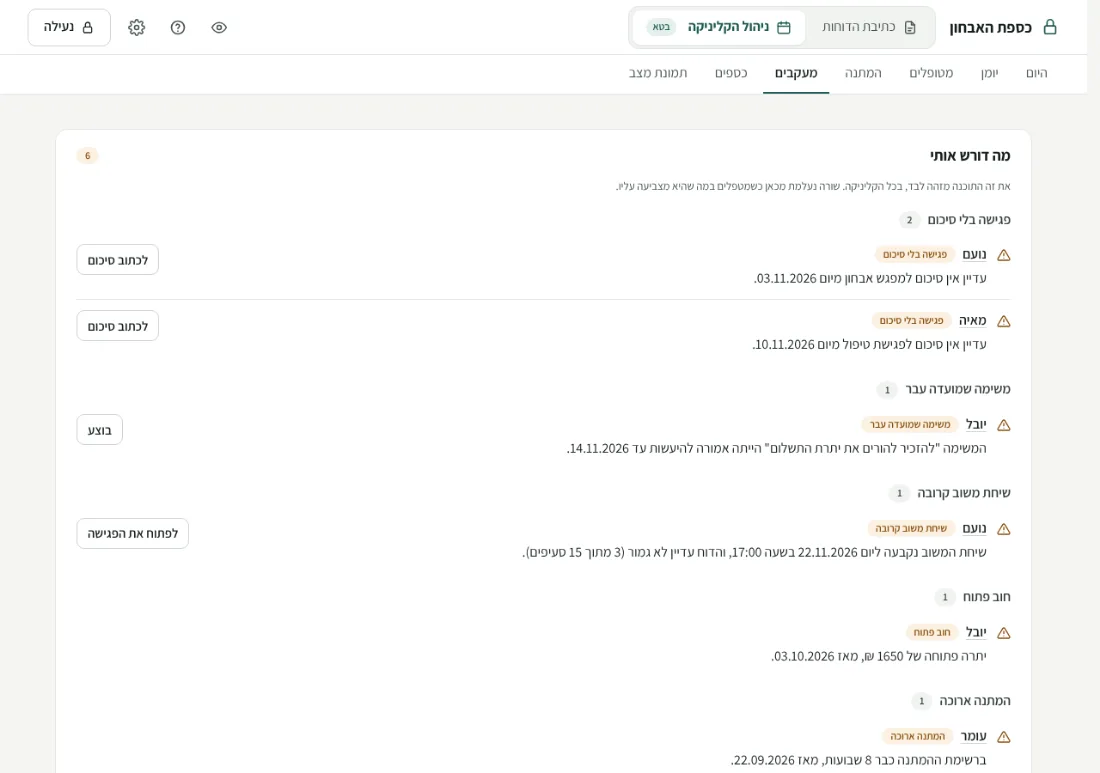 כספת האבחון
כתיבת הדוחות
ניהול הקליניקה
בטא
נעילה
היום
יומן
מטופלים
המתנה
מעקבים
כספים
תמונת מצב
מה דורש אותי
6
את זה התוכנה מזהה לבד, בכל הקליניקה. שורה נעלמת מכאן כשמטפלים במה שהיא מצביעה עליו.
פגישה בלי סיכום 2
נועם פגישה בלי סיכום
עדיין אין סיכום למפגש אבחון מיום 03.11.2026.
לכתוב סיכום
מאיה פגישה בלי סיכום
עדיין אין סיכום לפגישת טיפול מיום 10.11.2026.
לכתוב סיכום
משימה שמועדה עבר 1
יובל משימה שמועדה עבר
המשימה "להזכיר להורים את יתרת התשלום" הייתה אמורה להיעשות עד 14.11.2026.
בוצע
שיחת משוב קרובה 1
נועם שיחת משוב קרובה
שיחת המשוב נקבעה ליום 22.11.2026 בשעה 17:00, והדוח עדיין לא גמור (3 מתוך 15 סעיפים).
לפתוח את הפגישה
חוב פתוח 1
יובל חוב פתוח
יתרה פתוחה של 1650 ₪, מאז 03.10.2026.
המתנה ארוכה 1
עומר המתנה ארוכה
ברשימת ההמתנה כבר 8 שבועות, מאז 22.09.2026.